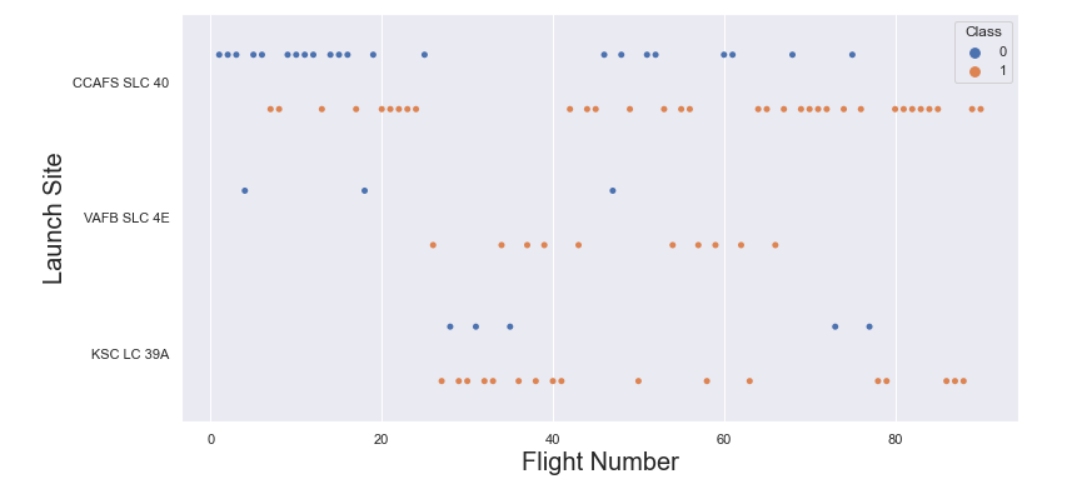 Class
0
1
CCAFS SLC 40
VAFB SLC 4E
KSC LC 39A
Launch Site
0 20 40 60 80
Flight Number